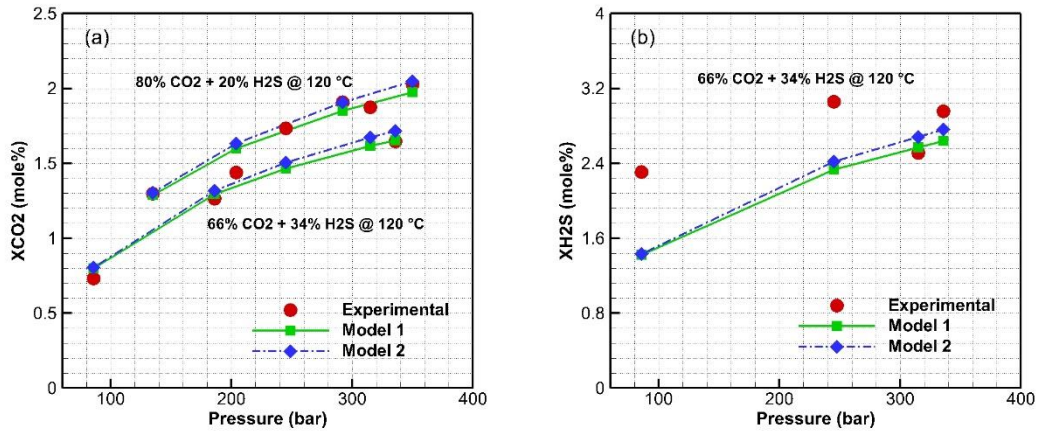 (a)
80% CO2 + 20% H2S @ 120 °C
66% CO2 + 34% H2S @ 120 °C
Experimental
Model 1
Model 2
XCO2 (mole%)
2.5
2
1.5
1
0.5
0
100
200
300
400
Pressure (bar)
(b)
66% CO2 + 34% H2S @ 120 °C
Experimental
Model 1
Model 2
XH2S (mole%)
4
3.2
2.4
1.6
0.8
0
100
200
300
400
Pressure (bar)